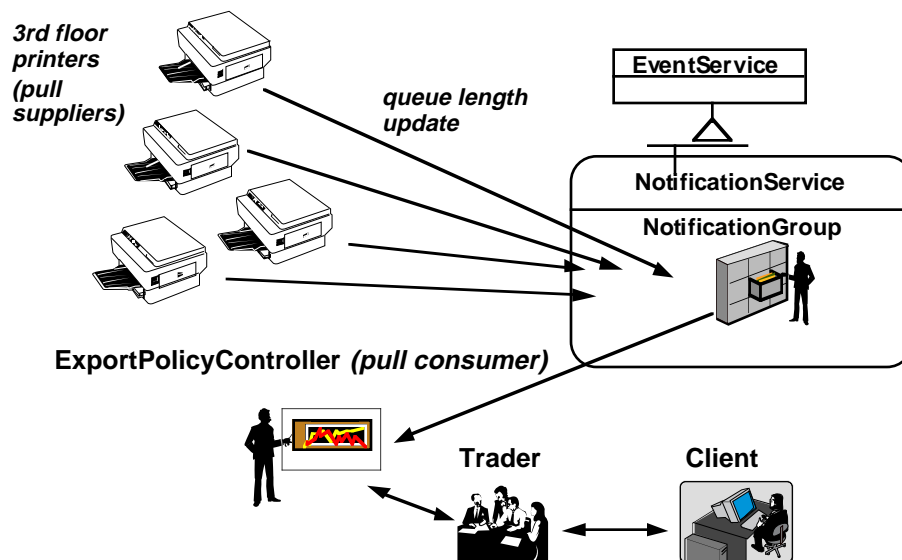 3rd floor
printers
(pull
suppliers)
queue length
update
EventService
NotificationService
NotificationGroup
ExportPolicyController (pull consumer)
Trader
Client